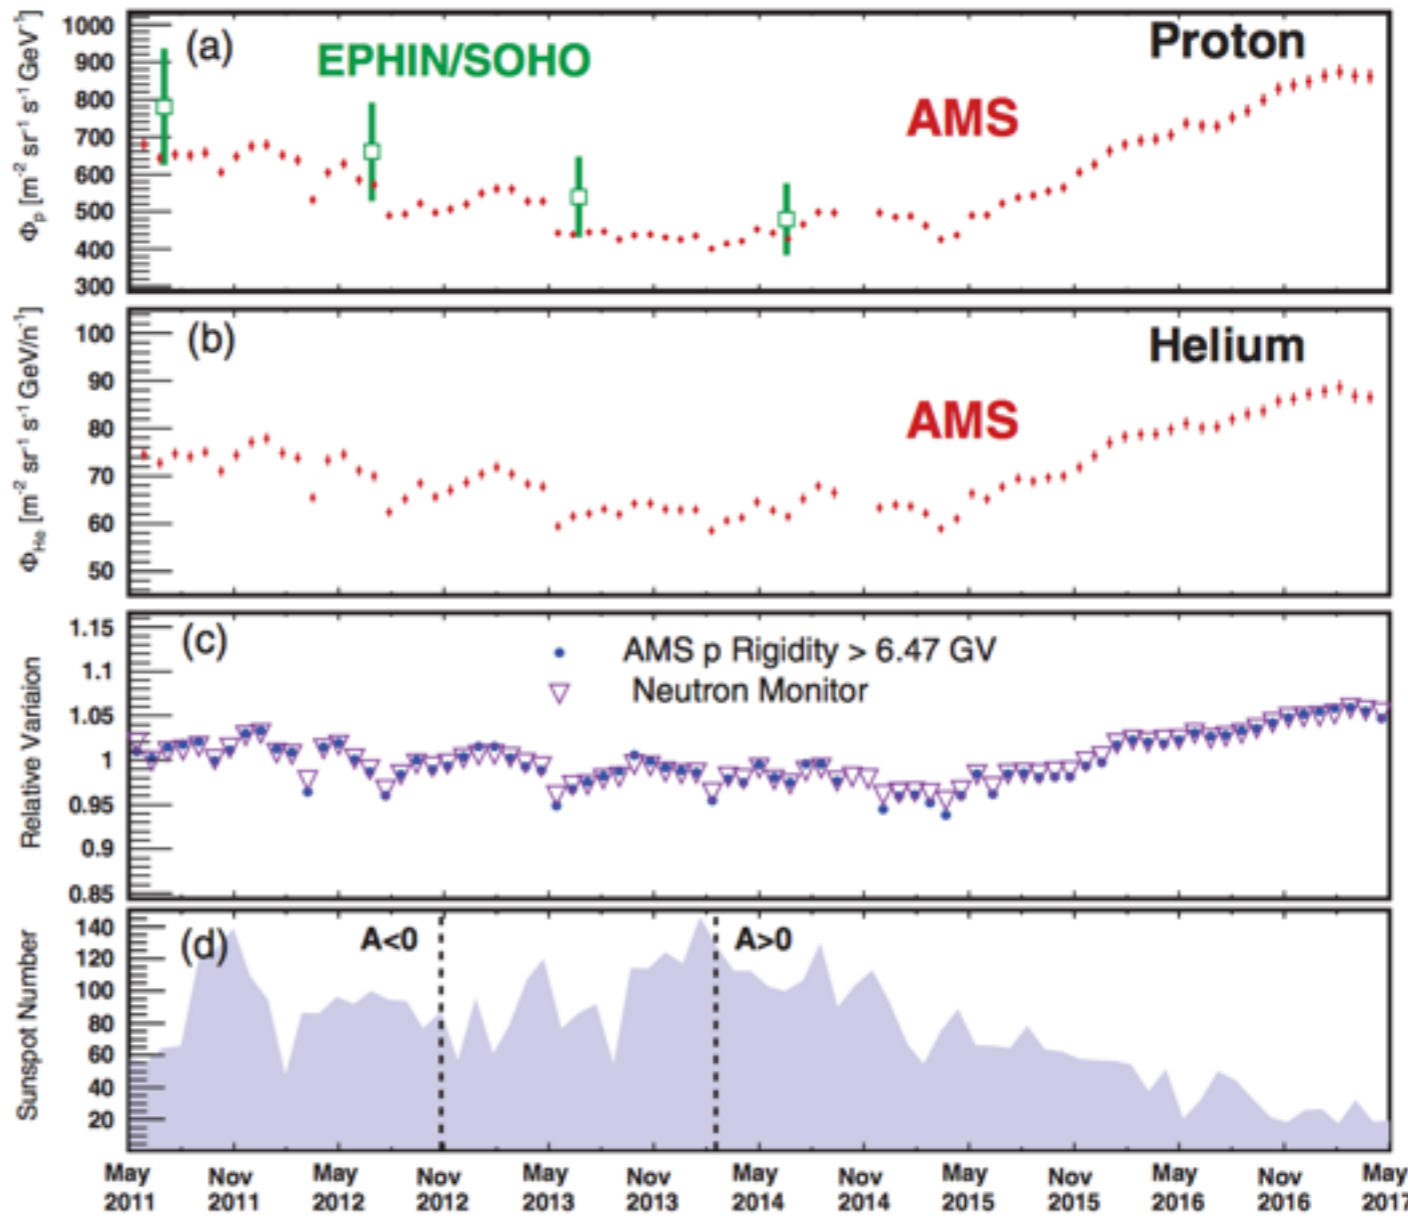 (a)
EPHIN/SOHO
Proton
AMS
Φp [m-2 sr-1 s-1 GeV-1]
1000
900
800
700
600
500
400
300
(b)
Helium
AMS
ΦHe [m-2 sr-1 s-1 GeV/n-1]
100
90
80
70
60
50
(c)
AMS p Rigidity > 6.47 GV
Neutron Monitor
Relative Variaion
1.15
1.1
1.05
1
0.95
0.9
0.85
(d)
A<0
A>0
Sunspot Number
140
120
100
80
60
40
20
May Nov May Nov May Nov May Nov May Nov May Nov May
2011 2011 2012 2012 2013 2013 2014 2014 2015 2015 2016 2016 2017